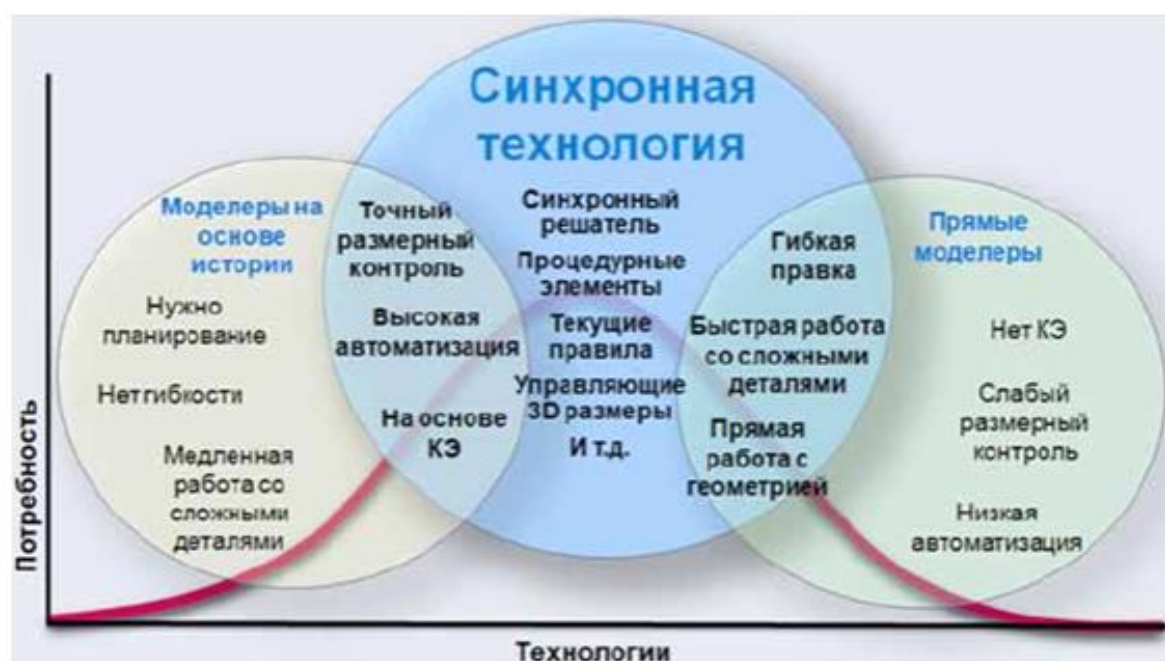 Синхронная
технология
Моделеры на
основе
истории
Нужно
планирование
Нет гибкости
Медленная
работа со
сложными
деталями
Точный
размерный
контроль
Высокая
автоматизация
На основе
КЭ
Синхронный
решатель
Процедурные
элементы
Текущие
правила
Управляющие
3D размеры
И т.д.
Гибкая
правка
Быстрая работа
со сложными
деталями
Прямая
работа с
геометрией
Прямые
моделеры
Нет КЭ
Слабый
размерный
контроль
Низкая
автоматизация
Потребность
Технологии